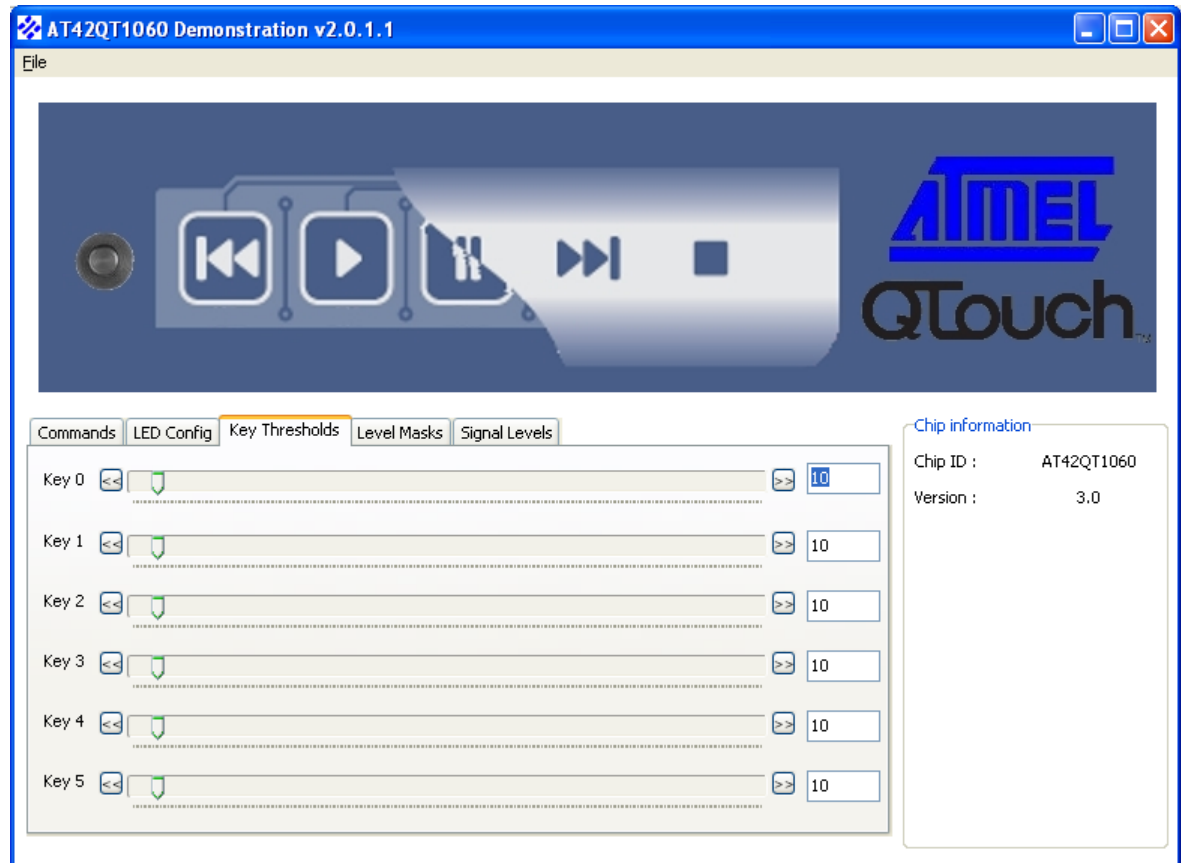 AT42QT1060 Demonstration v2.0.1.1
File
ATMEL
QTouch™
Commands LED Config Key Thresholds Level Masks Signal Levels
Key 0 << >> 10
Key 1 << >> 10
Key 2 << >> 10
Key 3 << >> 10
Key 4 << >> 10
Key 5 << >> 10
Chip information
Chip ID : AT42QT1060
Version : 3.0